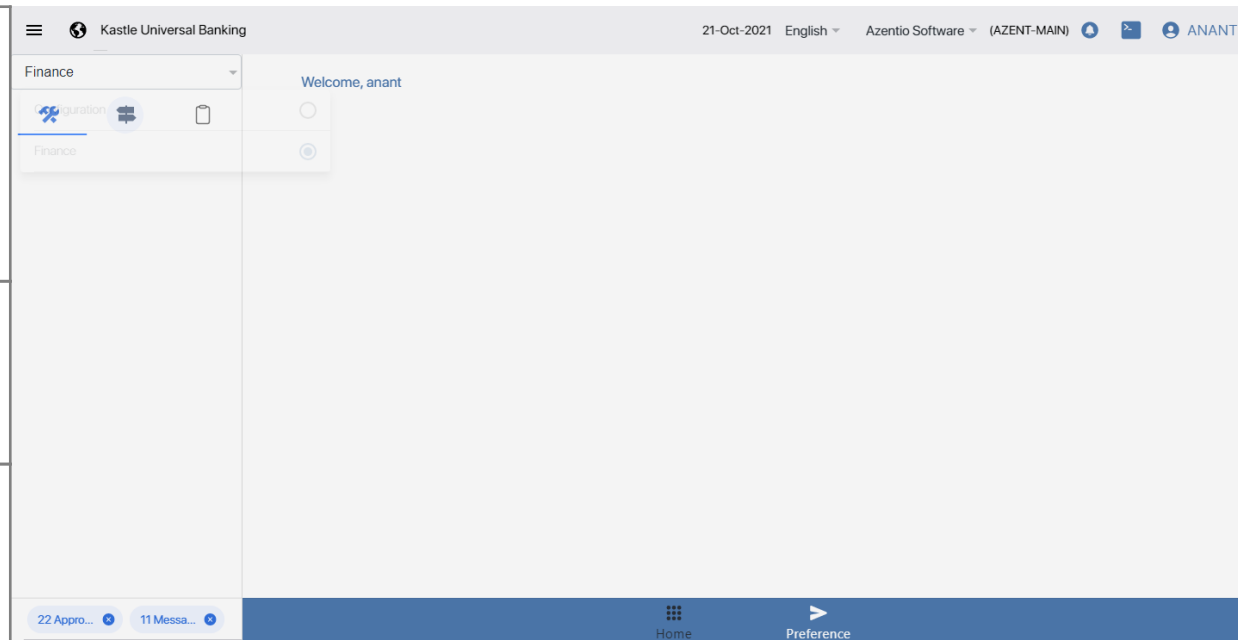 Kastle Universal Banking 21-Oct-2021 English Azentio Software (AZENT-MAIN) ANANT
Finance
Welcome, anant
Configuration
Finance
22 Appro... 11 Messa...
Home Preference